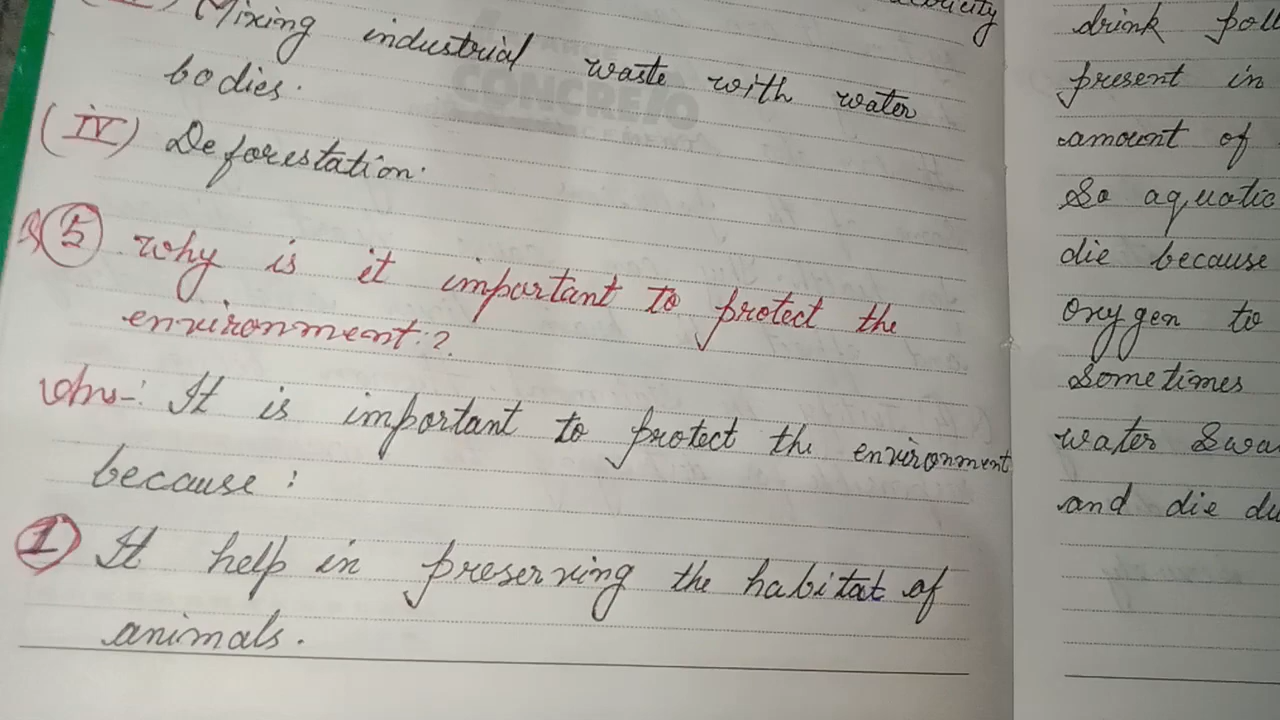 Mixing industrial waste with water
bodies.
(IV) Deforestation.
Q(5) why is it important to protect the
environment.?
Ans-: It is important to protect the environment
because :
(1) It help in preserving the habitat of
animals.
drink
present in
amount of
So aquatic
die because
oxygen to
Sometimes
water
and die